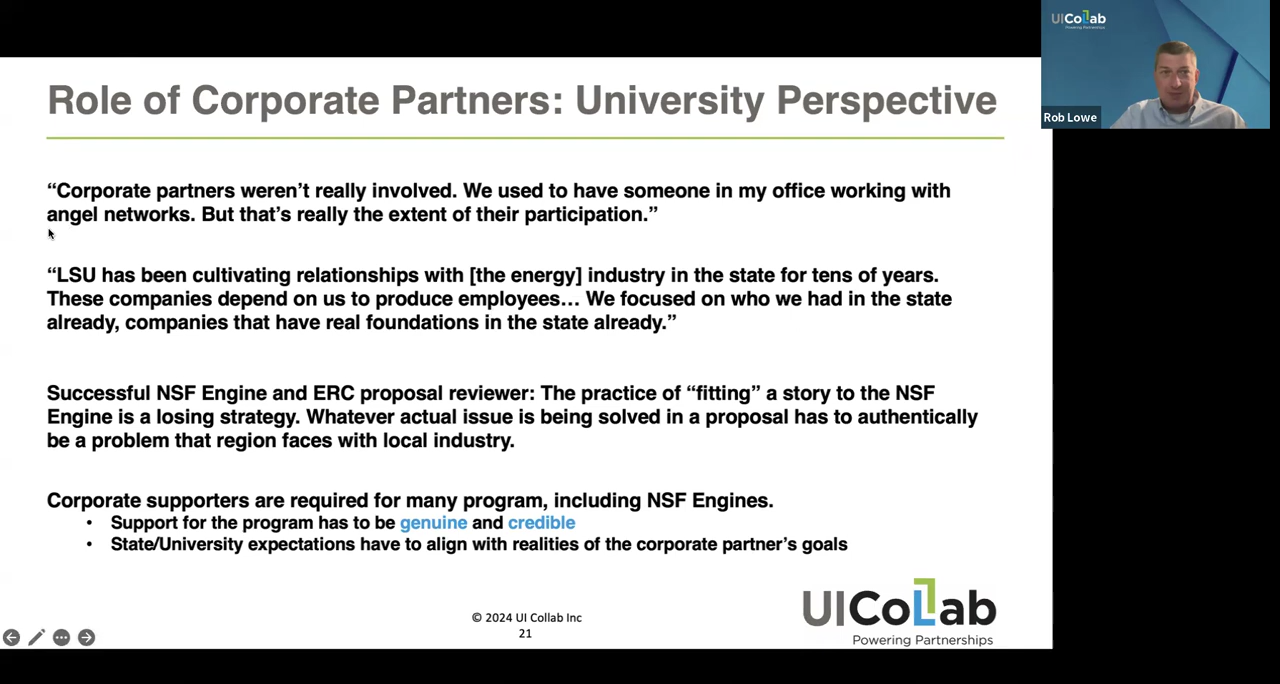 Role of Corporate Partners: University Perspective
“Corporate partners weren’t really involved. We used to have someone in my office working with
angel networks. But that’s really the extent of their participation.”
“LSU has been cultivating relationships with [the energy] industry in the state for tens of years.
These companies depend on us to produce employees… We focused on who we had in the state
already, companies that have real foundations in the state already.”
Successful NSF Engine and ERC proposal reviewer: The practice of “fitting” a story to the NSF
Engine is a losing strategy. Whatever actual issue is being solved in a proposal has to authentically
be a problem that region faces with local industry.
Corporate supporters are required for many program, including NSF Engines.
• Support for the program has to be genuine and credible
• State/University expectations have to align with realities of the corporate partner’s goals
© 2024 UI Collab Inc
21
UICoLLab
Powering Partnerships
UICoLLab
Powering Partnerships
Rob Lowe